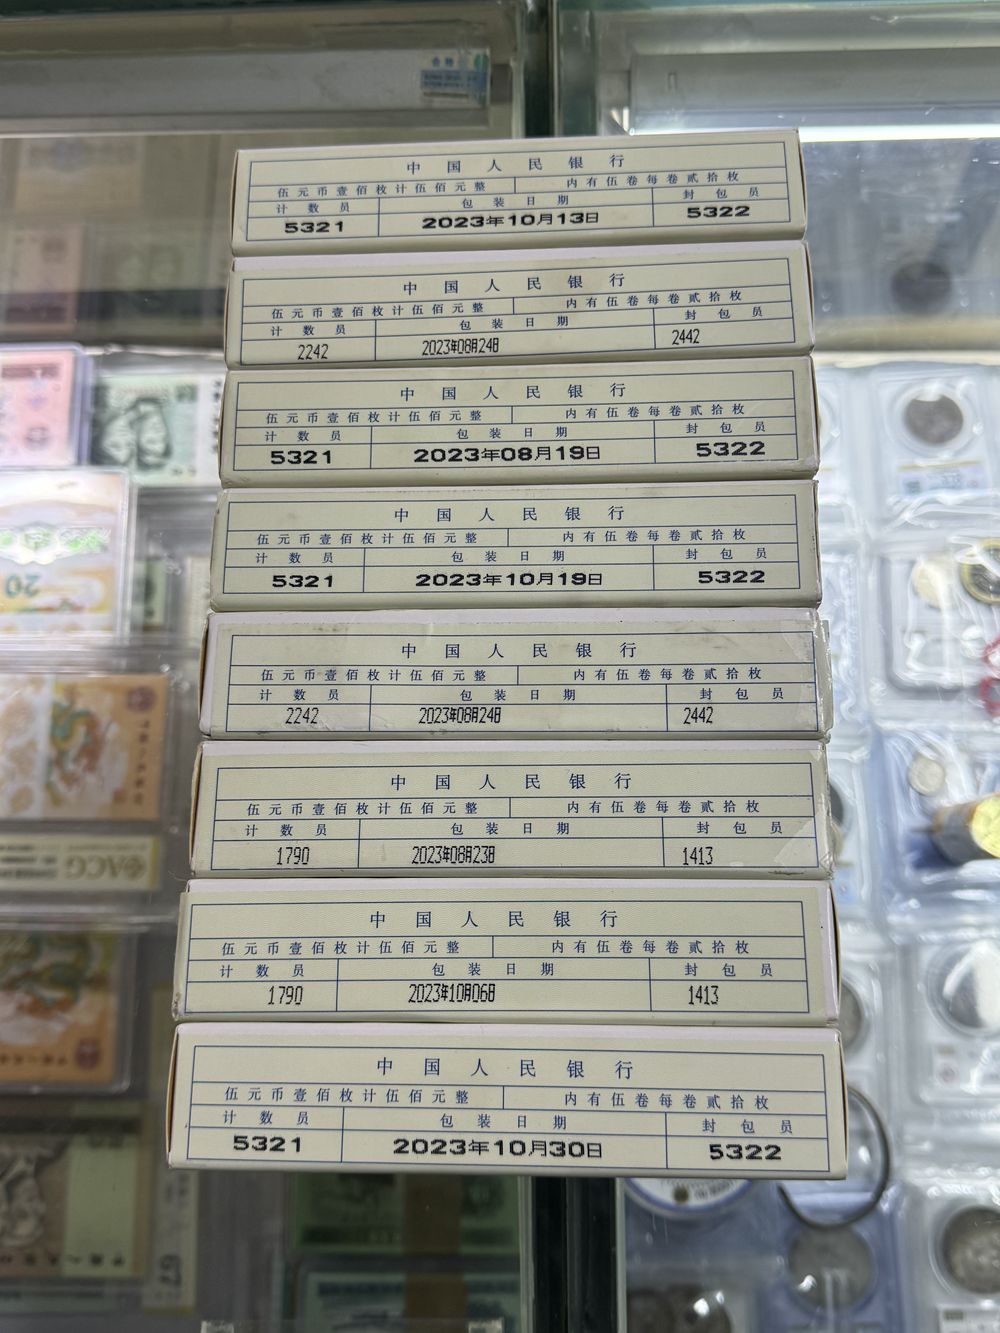 合格
中国人民银行
伍元币壹佰枚计伍佰元整 内有伍卷每卷贰拾枚
计数员 包装日期 封包员
5321 2023年10月13日 5322
中国人民银行
伍元币壹佰枚计伍佰元整 内有伍卷每卷贰拾枚
计数员 包装日期 封包员
2242 2023年08月24日 2442
中国人民银行
伍元币壹佰枚计伍佰元整 内有伍卷每卷贰拾枚
计数员 包装日期 封包员
5321 2023年08月19日 5322
中国人民银行
伍元币壹佰枚计伍佰元整 内有伍卷每卷贰拾枚
计数员 包装日期 封包员
5321 2023年10月19日 5322
中国人民银行
伍元币壹佰枚计伍佰元整 内有伍卷每卷贰拾枚
计数员 包装日期 封包员
2242 2023年08月24日 2442
中国人民银行
伍元币壹佰枚计伍佰元整 内有伍卷每卷贰拾枚
计数员 包装日期 封包员
1790 2023年08月23日 1413
中国人民银行
伍元币壹佰枚计伍佰元整 内有伍卷每卷贰拾枚
计数员 包装日期 封包员
1790 2023年10月06日 1413
中国人民银行
伍元币壹佰枚计伍佰元整 内有伍卷每卷贰拾枚
计数员 包装日期 封包员
5321 2023年10月30日 5322
20
ACG